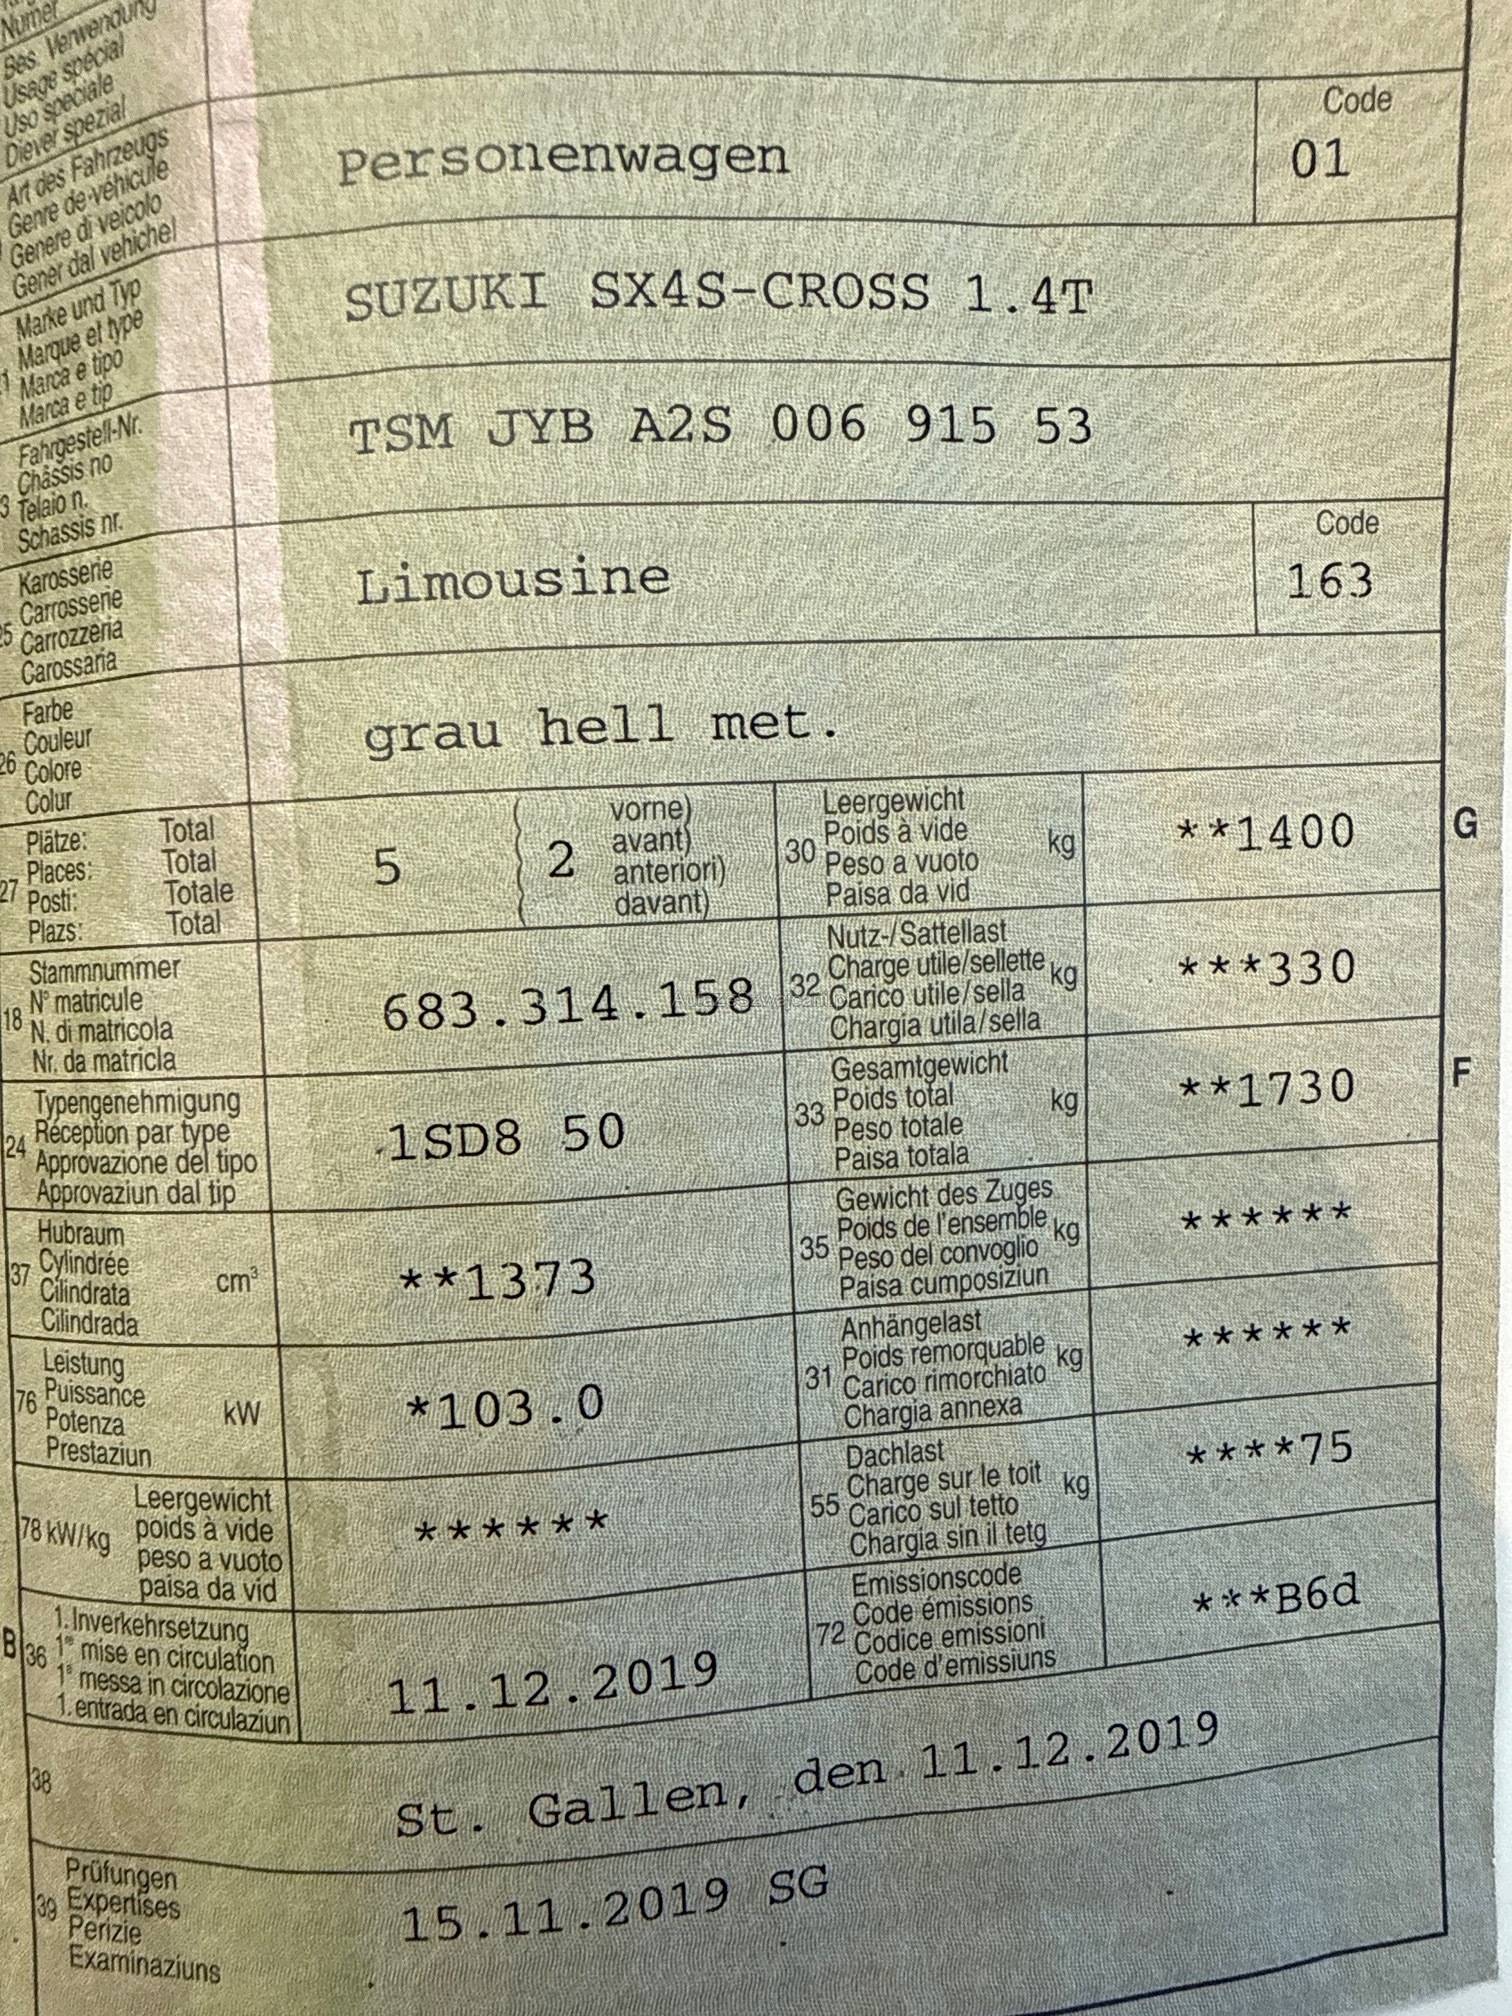 Numer
Bes. Verwendung
Usage spécial
Uso speciale
Diever spezial
Code
Art des Fahrzeugs
Genre de véhicule
Genere di veicolo
Gener dal vehichel
Personenwagen
01
Marke und Typ
Marque et type
Marca e tipo
Marca e tip
SUZUKI SX4S-CROSS 1.4T
Fahrgestell-Nr.
Châssis no
Telaio n.
Schassis nr.
TSM JYB A2S 006 915 53
Karosserie
Carrosserie
Carrozzeria
Carossaria
Limousine
Code
163
26
Farbe
Couleur
Colore
Colur
grau hell met.
27
Plätze: Total
Places: Total
Posti: Totale
Plazs: Total
5
2
vorne)
avant)
anteriori)
davant)
30
Leergewicht
Poids à vide
Peso a vuoto
Paisa da vid
kg
**1400
G
18
Stammnummer
N° matricule
N. di matricola
Nr. da matricla
683.314.158
32
Nutz-/Sattellast
Charge utile/sellette
Carico utile/sella
Chargia utila/sella
kg
***330
24
Typengenehmigung
Réception par type
Approvazione del tipo
Approvaziun dal tip
1SD8 50
33
Gesamtgewicht
Poids total
Peso totale
Paisa totala
kg
**1730
F
37
Hubraum
Cylindrée
Cilindrata
Cilindrada
cm³
**1373
35
Gewicht des Zuges
Poids de l'ensemble
Peso del convoglio
Paisa cumposiziun
kg
******
76
Leistung
Puissance
Potenza
Prestaziun
kW
*103.0
31
Anhängelast
Poids remorquable
Carico rimorchiato
Chargia annexa
kg
******
78 kW/kg
Leergewicht
poids à vide
peso a vuoto
paisa da vid
******
55
Dachlast
Charge sur le toit
Carico sul tetto
Chargia sin il tetg
kg
****75
B
36
1. Inverkehrsetzung
1re mise en circulation
1a messa in circolazione
1. entrada en circulaziun
11.12.2019
72
Emissionscode
Code émissions
Codice emissioni
Code d'emissiuns
***B6d
38
St. Gallen, den 11.12.2019
39
Prüfungen
Expertises
Perizie
Examinaziuns
15.11.2019 SG